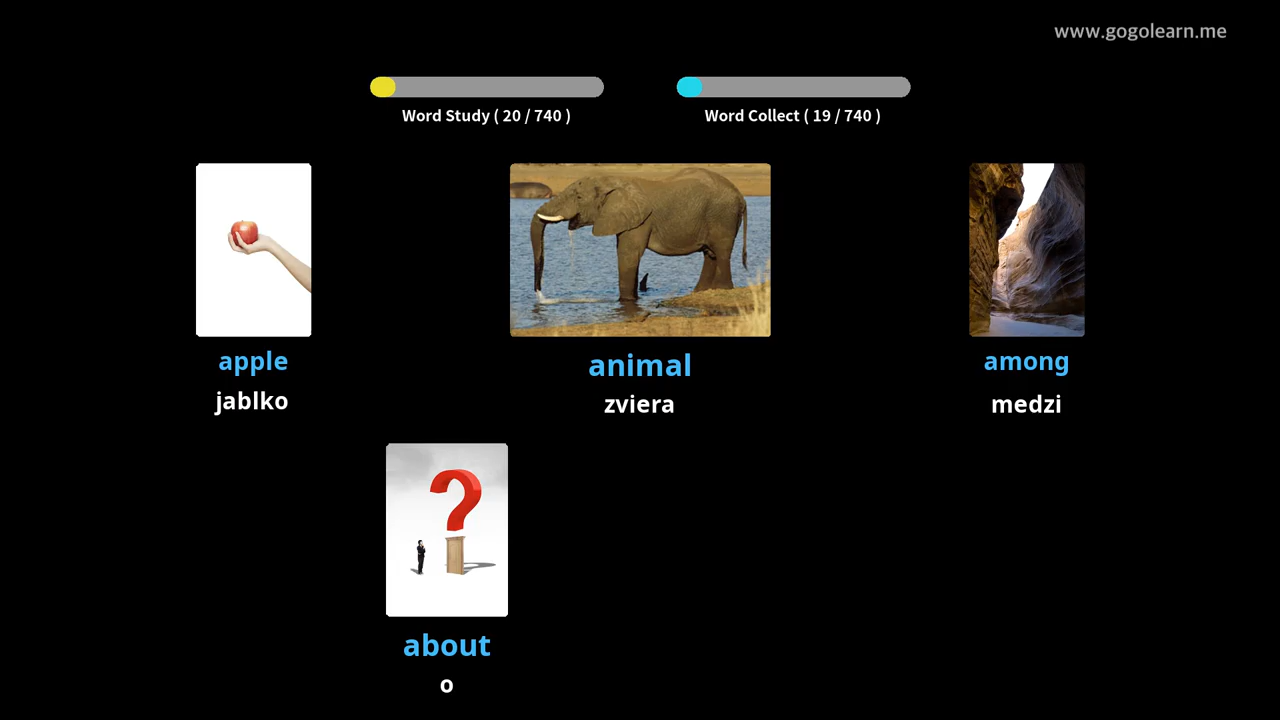 www.gogolearn.me
Word Study ( 20 / 740 )
Word Collect ( 19 / 740 )
apple
animal
among
jablko
zviera
medzi
about
o